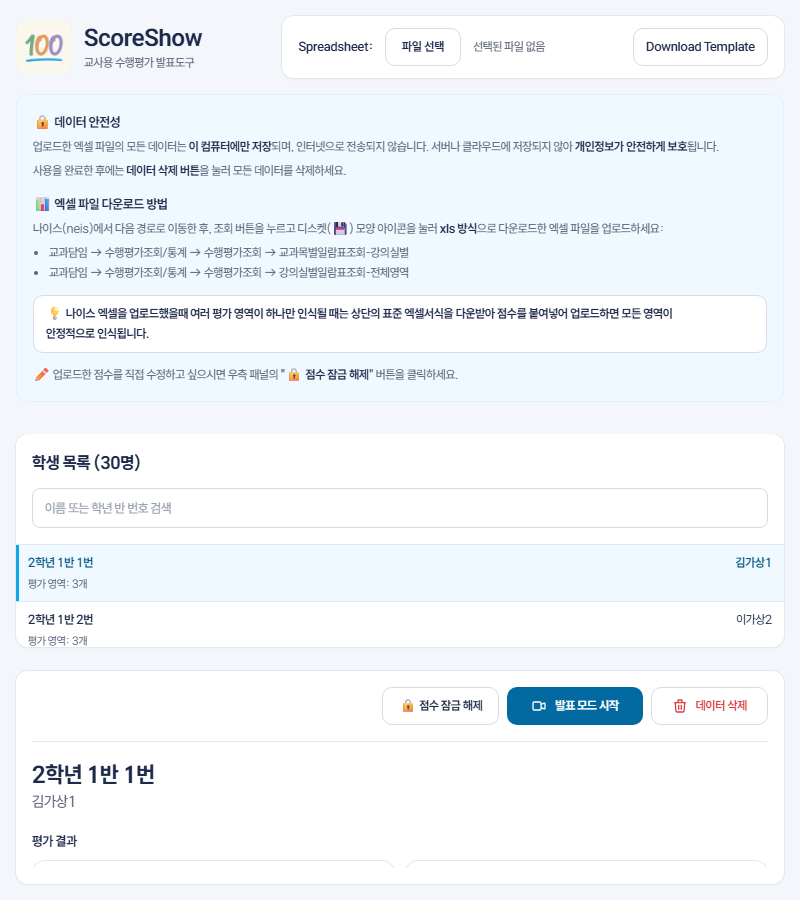 100
ScoreShow
교사용 수행평가 발표도구
Spreadsheet:
파일 선택
선택된 파일 없음
Download Template
🔒 데이터 안전성
업로드한 엑셀 파일의 모든 데이터는 이 컴퓨터에만 저장되며, 인터넷으로 전송되지 않습니다. 서버나 클라우드에 저장되지 않아 개인정보가 안전하게 보호됩니다.
사용을 완료한 후에는 데이터 삭제 버튼을 눌러 모든 데이터를 삭제하세요.
📊 엑셀 파일 다운로드 방법
나이스(neis)에서 다음 경로로 이동한 후, 조회 버튼을 누르고 디스켓( 💾 ) 모양 아이콘을 눌러 xls 방식으로 다운로드한 엑셀 파일을 업로드하세요:
• 교과담임 → 수행평가조회/통계 → 수행평가조회 → 교과목별일람표조회-강의실별
• 교과담임 → 수행평가조회/통계 → 수행평가조회 → 강의실별일람표조회-전체영역
💡 나이스 엑셀을 업로드했을때 여러 평가 영역이 하나만 인식될 때는 상단의 표준 엑셀서식을 다운받아 점수를 붙여넣어 업로드하면 모든 영역이
안정적으로 인식됩니다.
✏️ 업로드한 점수를 직접 수정하고 싶으시면 우측 패널의 "🔒 점수 잠금 해제" 버튼을 클릭하세요.
학생 목록 (30명)
이름 또는 학년 반 번호 검색
2학년 1반 1번
김가상1
평가 영역: 3개
2학년 1반 2번
이가상2
평가 영역: 3개
🔒 점수 잠금 해제
발표 모드 시작
데이터 삭제
2학년 1반 1번
김가상1
평가 결과